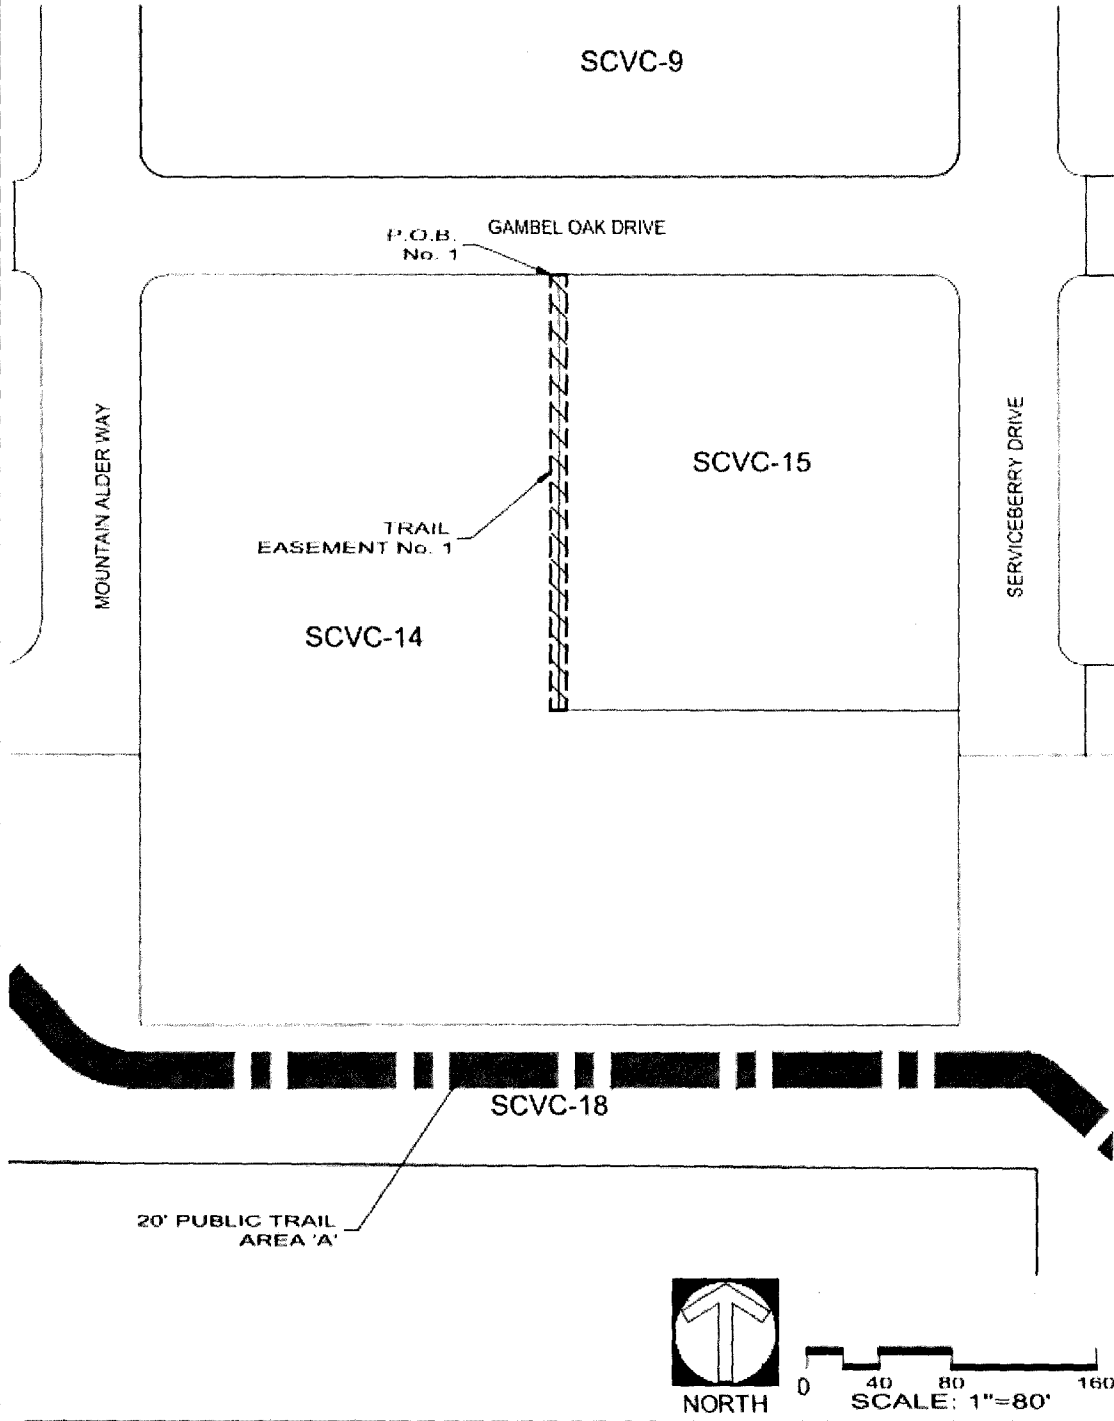 SCVC-9
GAMBEL OAK DRIVE
P.O.B.
No. 1
MOUNTAIN ALDER WAY
SERVICEBERRY DRIVE
SCVC-15
TRAIL
EASEMENT No. 1
SCVC-14
SCVC-18
20' PUBLIC TRAIL
AREA 'A'
NORTH
0 40 80 160
SCALE: 1"=80'